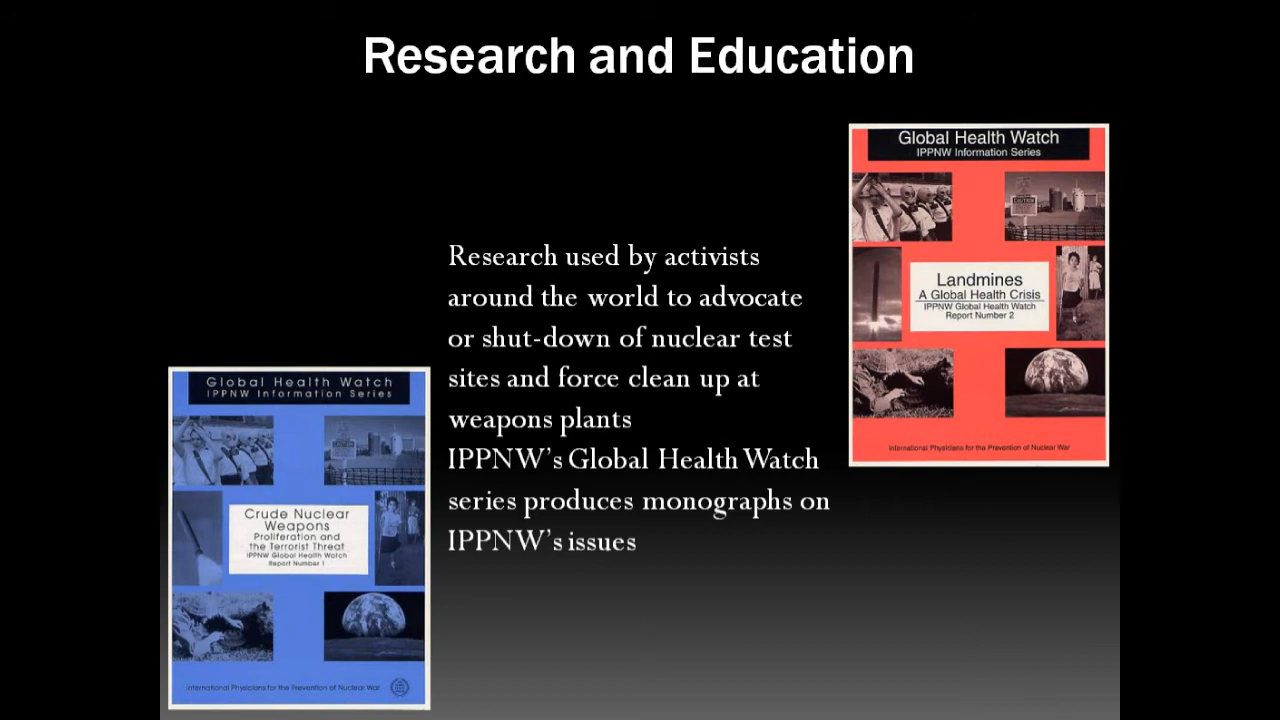 Research and Education
Global Health Watch
IPPNW Information Series
CAUTION
Landmines
A Global Health Crisis
IPPNW Global Health Watch
Report Number 2
International Physicians for the Prevention of Nuclear War
Research used by activists
around the world to advocate
or shut-down of nuclear test
sites and force clean up at
weapons plants
IPPNW's Global Health Watch
series produces monographs on
IPPNW's issues
Global Health Watch
IPPNW Information Series
CAUTION
Crude Nuclear
Weapons
Proliferation and
the Terrorist Threat
IPPNW Global Health Watch
Report Number 1
International Physicians for the Prevention of Nuclear War